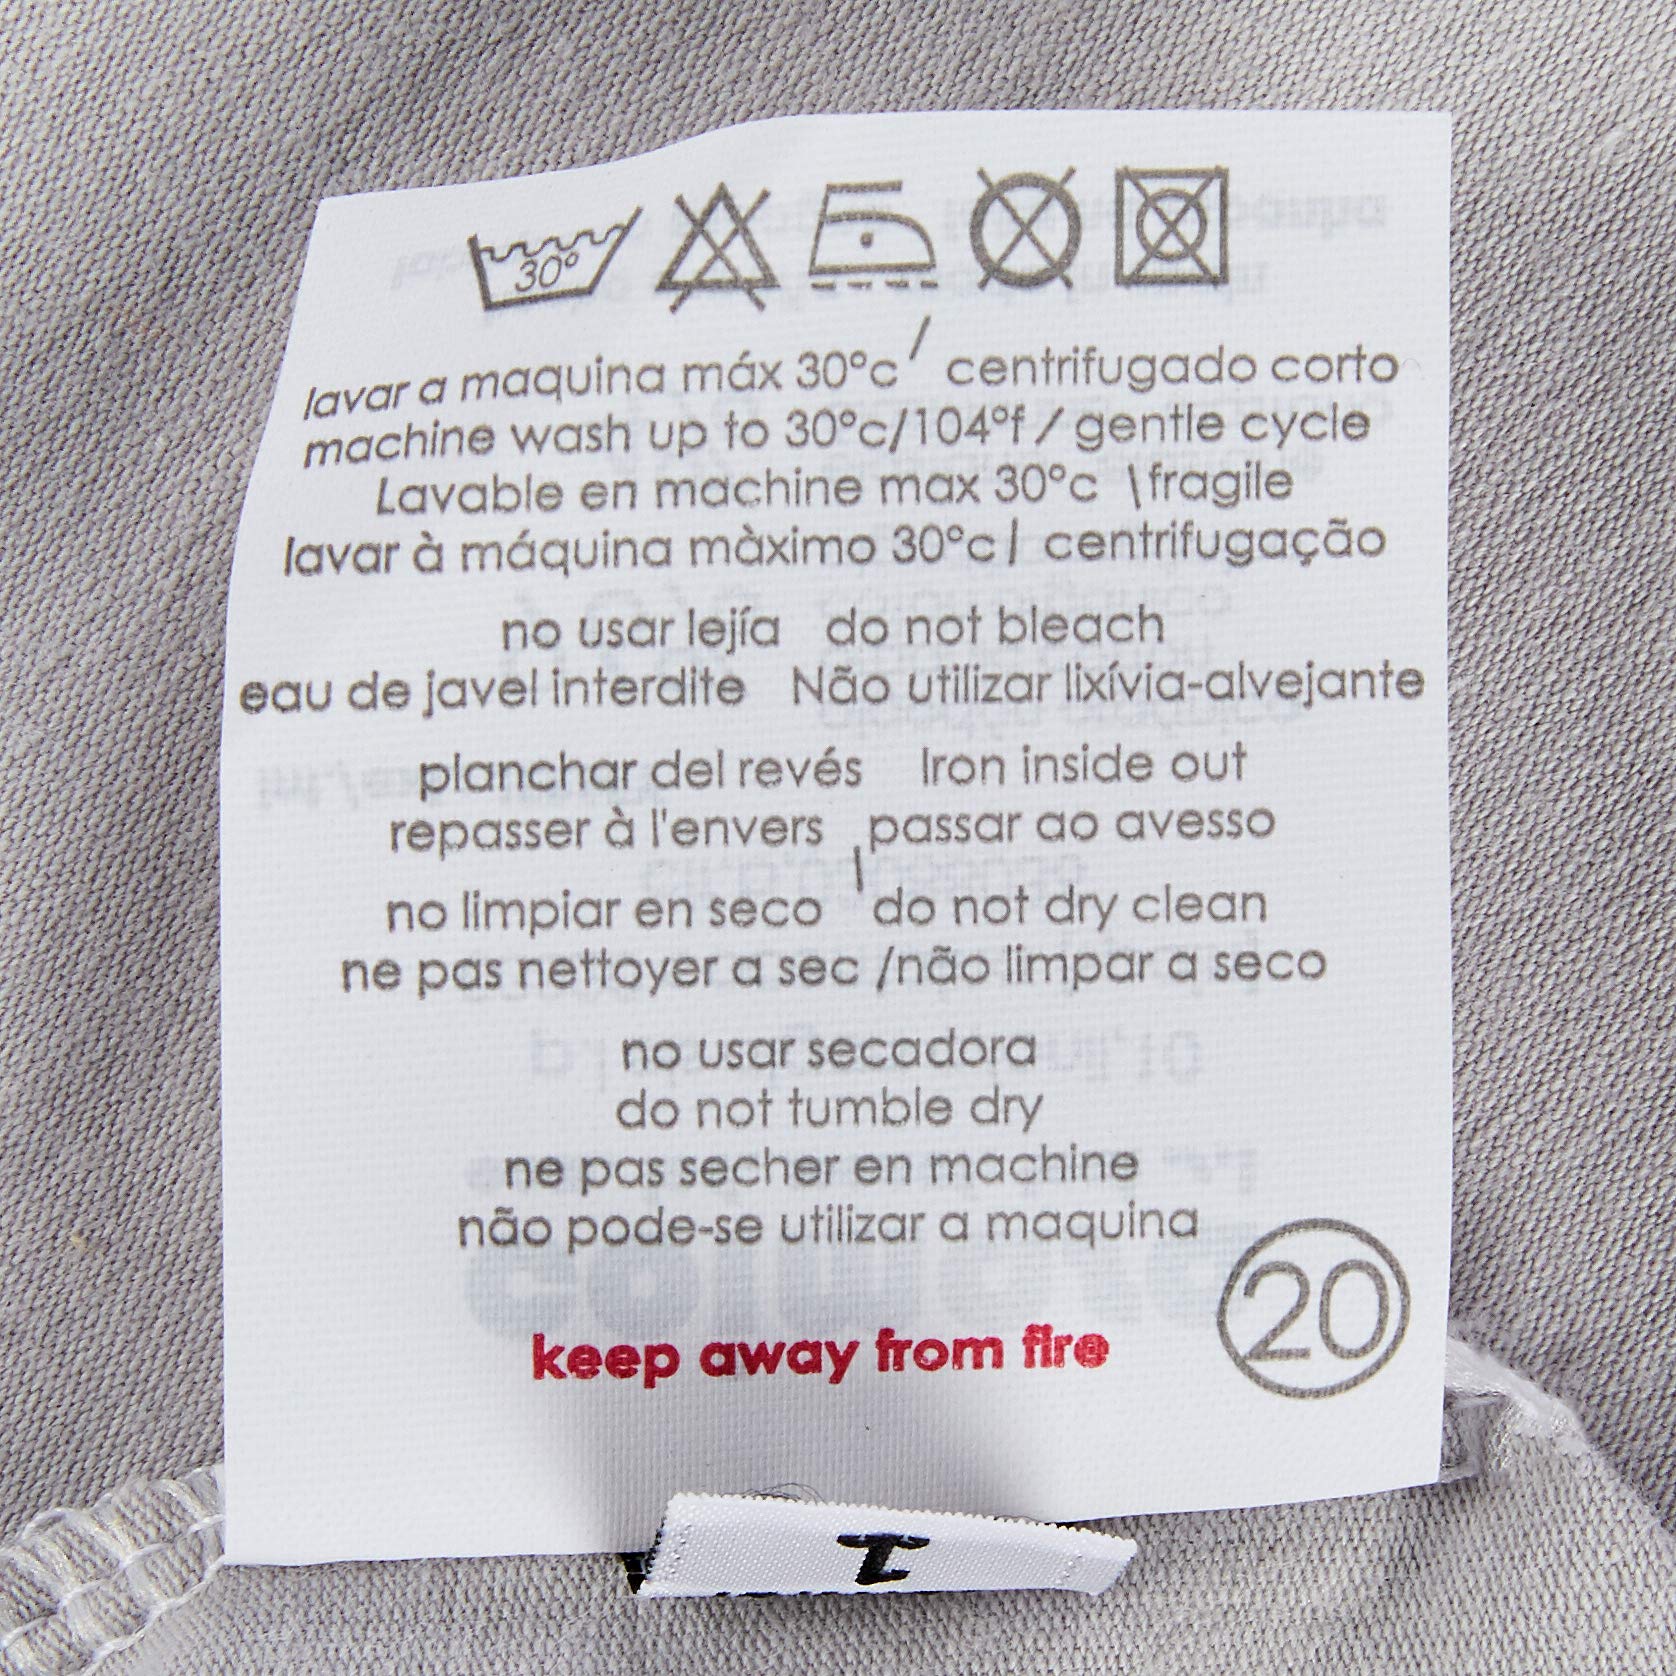 30°
lavar a maquina máx 30°c / centrifugado corto
machine wash up to 30°c/104°f / gentle cycle
Lavable en machine max 30°c \fragile
lavar à máquina màximo 30°c| centrifugação
no usar lejía do not bleach
eau de javel interdite Não utilizar lixívia-alvejante
planchar del revés Iron inside out
repasser à l'envers passar ao avesso
no limpiar en seco / do not dry clean
ne pas nettoyer a sec /não limpar a seco
no usar secadora
do not tumble dry
ne pas secher en machine
não pode-se utilizar a maquina
20
keep away from fire